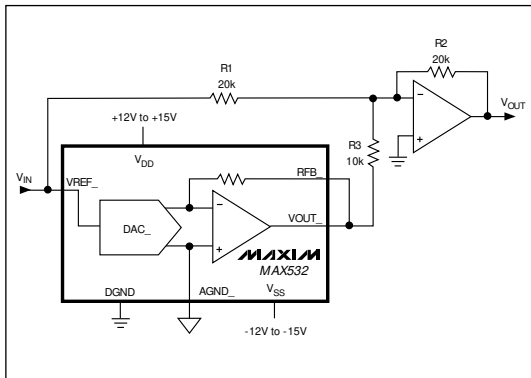 R1
20k
R2
20k
VOUT
R3
10k
+12V to +15V
VDD
VIN
VREF_
RFB_
−
+
−
+
DAC_
VOUT_
MAXIM
MAX532
DGND
AGND_
VSS
-12V to -15V